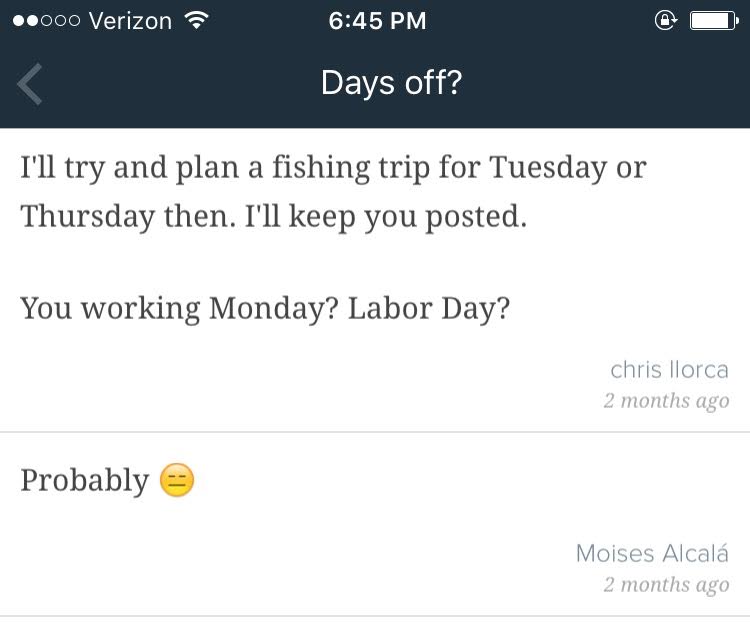 Verizon 6:45 PM
Days off?
I'll try and plan a fishing trip for Tuesday or
Thursday then. I'll keep you posted.
You working Monday? Labor Day?
chris llorca
2 months ago
Probably 😑
Moises Alcalá
2 months ago